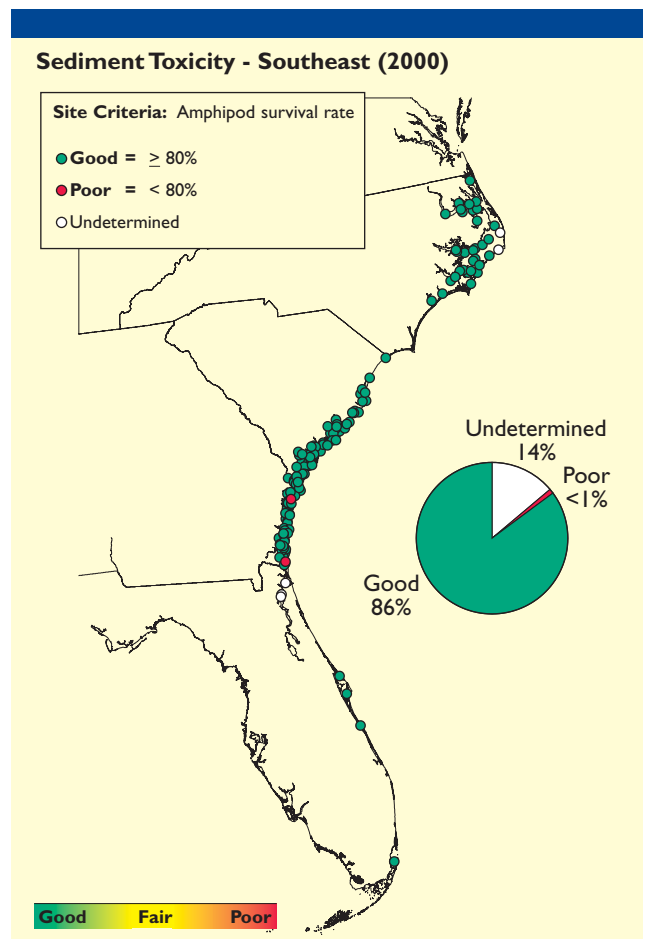 Sediment Toxicity - Southeast (2000)
Site Criteria: Amphipod survival rate
Good = ≥ 80%
Poor = < 80%
Undetermined
Undetermined
14%
Poor
<1%
Good
86%
Good Fair Poor